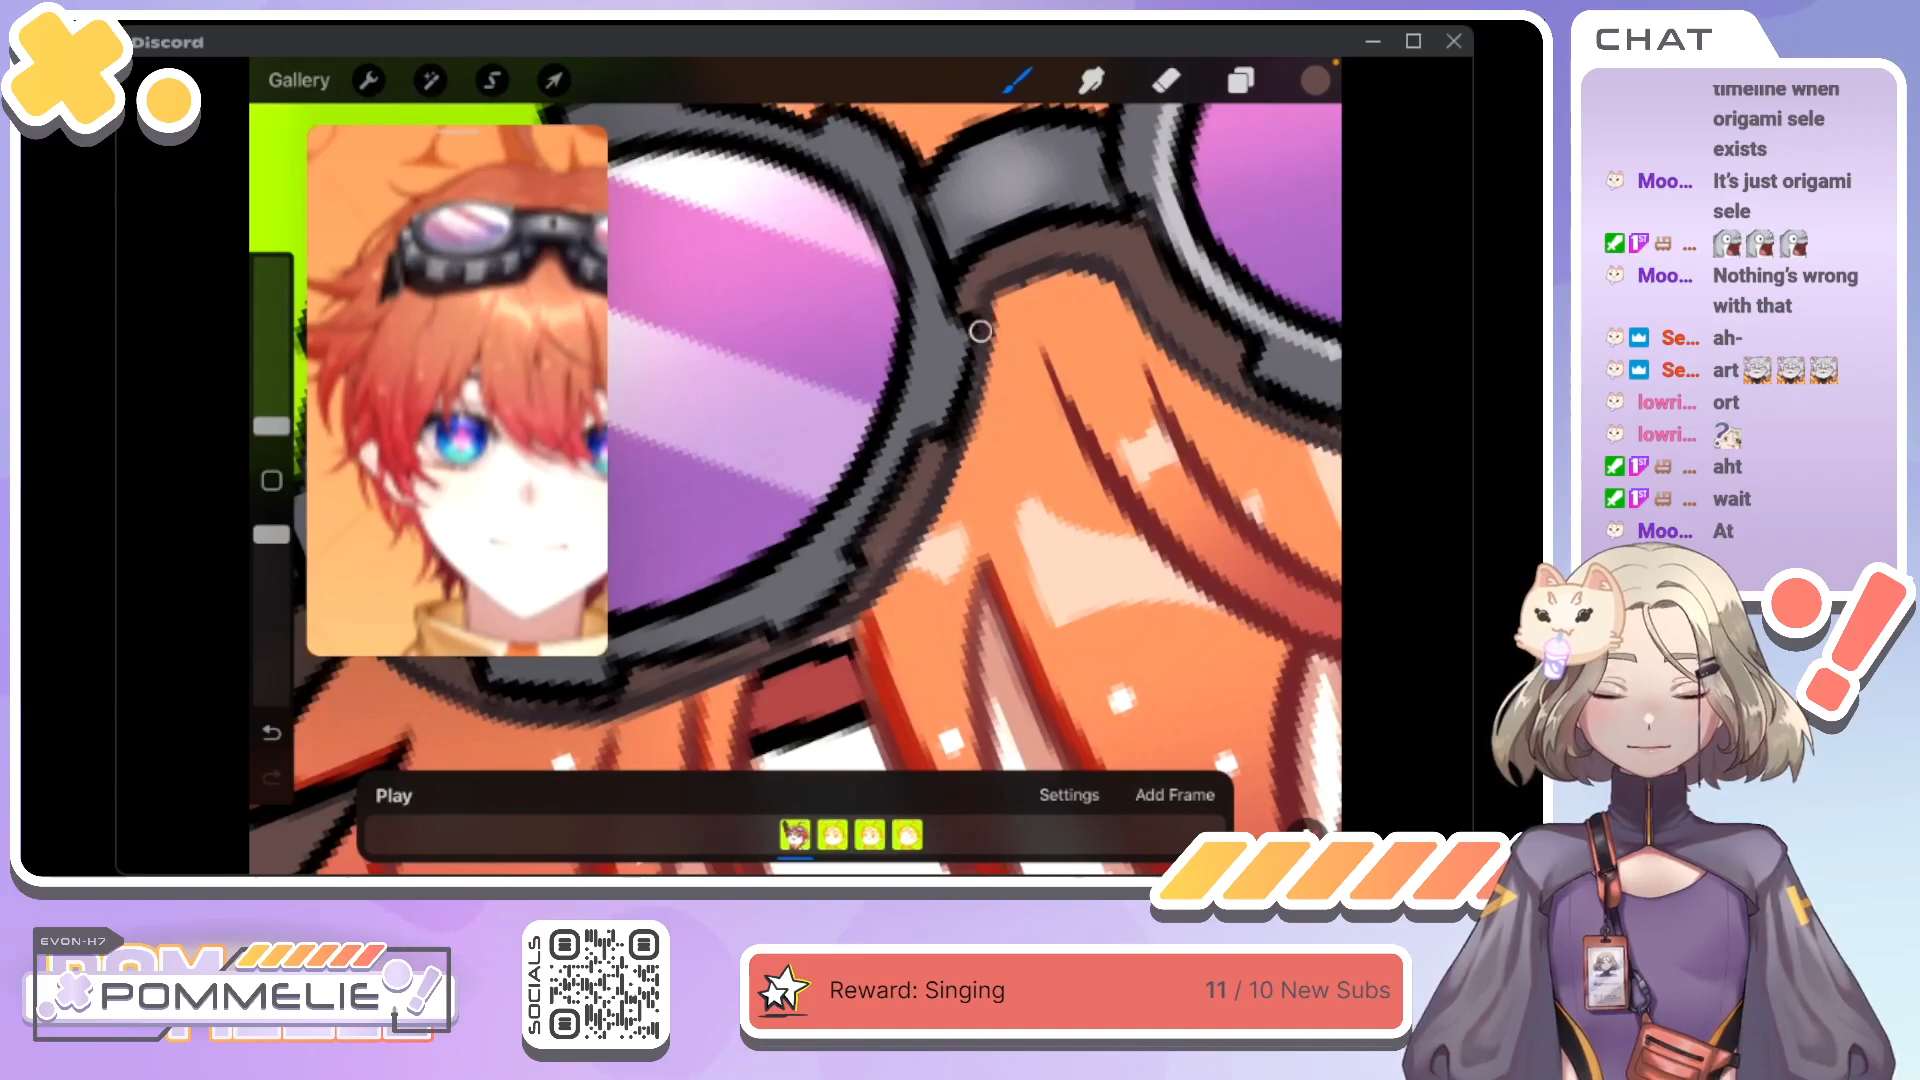 Discord
CHAT
Gallery
timeline when
origami sele
exists
Moo... It's just origami
sele
...
Moo... Nothing's wrong
with that
Se... ah-
Se... art
lowri... ort
lowri...
... aht
... wait
Moo... At
Play
Settings
Add Frame
EVON-H7
POMMELIE
SOCIALS
Reward: Singing
11 / 10 New Subs